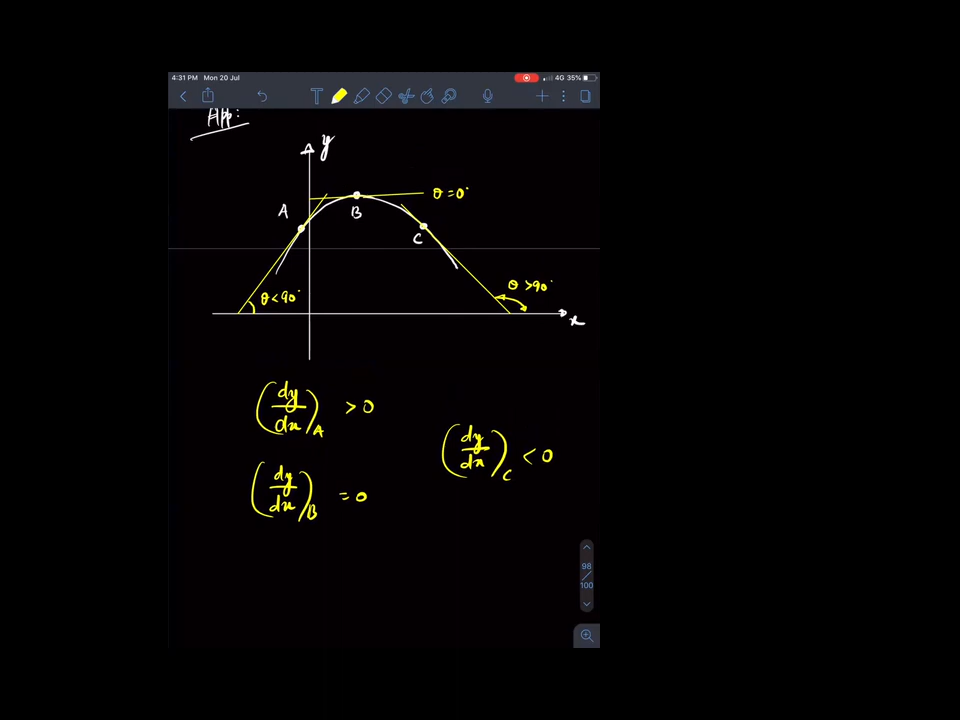 4:31 PM Mon 20 Jul
4G 35%
T
App:
y
A
B
θ = 0°
C
θ < 90°
θ > 90°
x
(dy/dx)A > 0
(dy/dx)C < 0
(dy/dx)B = 0
98
/
100